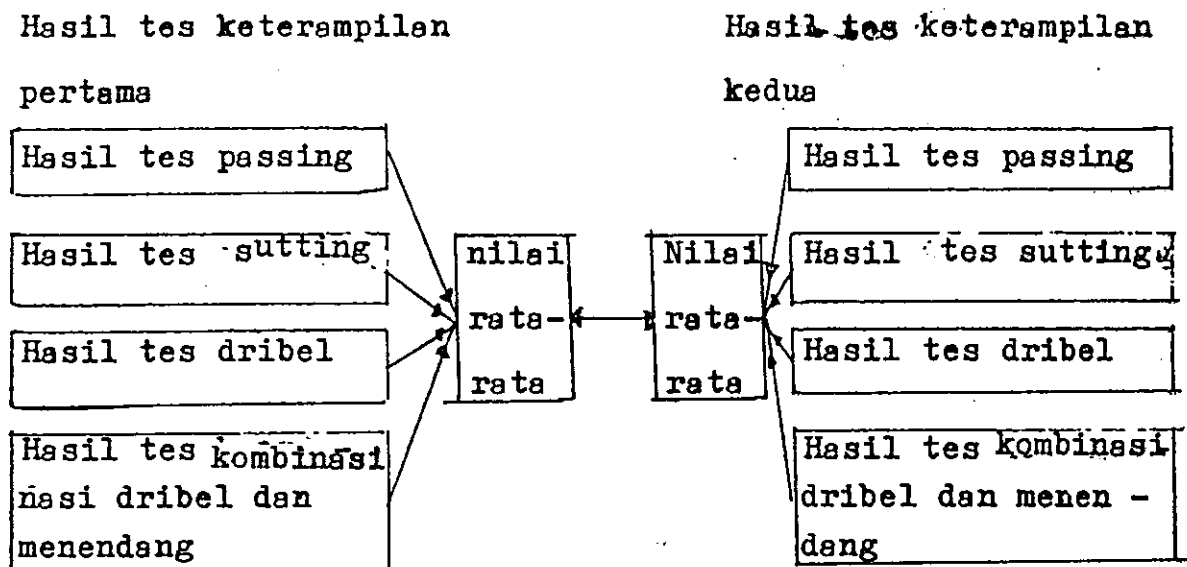 Hasil tes keterampilan
pertama
Hasil tes passing
Hasil tes sutting
Hasil tes dribel
Hasil tes kombinasi
nasi dribel dan
menendang
nilai
rata-
rata
Hasil tes keterampilan
kedua
Nilai
rata-
rata
Hasil tes passing
Hasil tes sutting
Hasil tes dribel
Hasil tes kombinasi
dribel dan menen -
dang